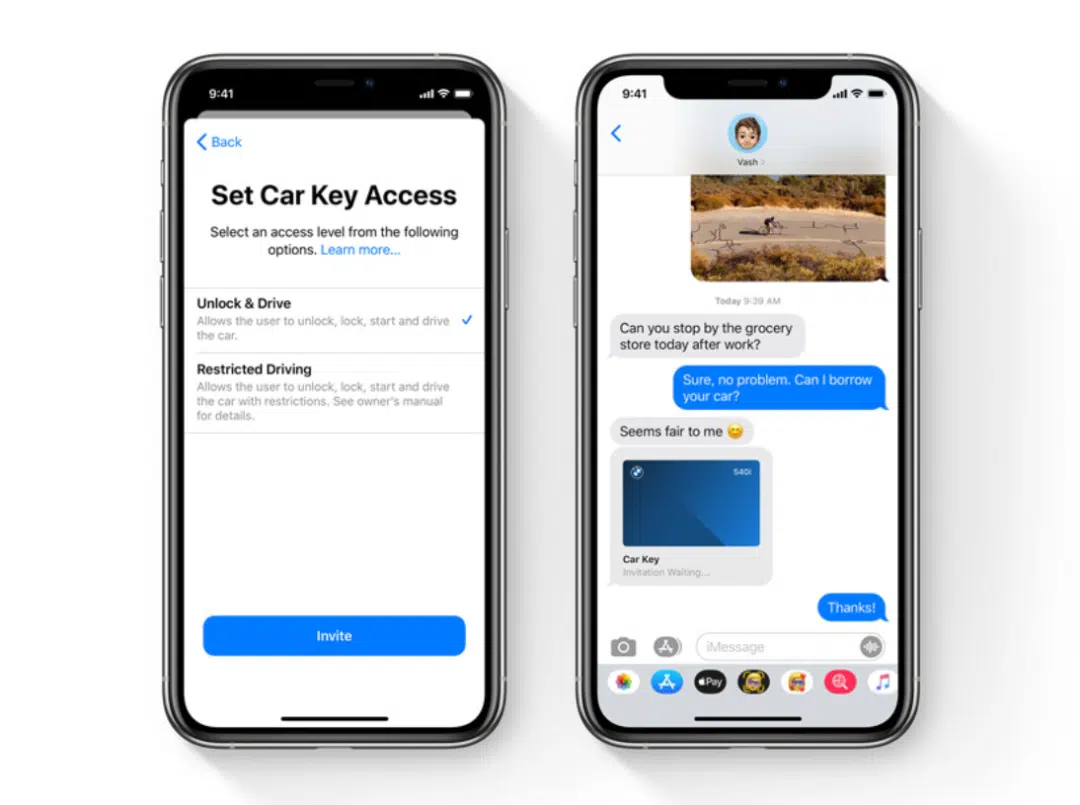 9:41
Back
Set Car Key Access
Select an access level from the following
options. Learn more...
Unlock & Drive
Allows the user to unlock, lock, start and drive
the car.
Restricted Driving
Allows the user to unlock, lock, start and drive
the car with restrictions. See owner's manual
for details.
Invite
9:41
Vash
Today 9:39 AM
Can you stop by the grocery
store today after work?
Sure, no problem. Can I borrow
your car?
Seems fair to me 😊
540i
Car Key
Invitation Waiting...
Thanks!
iMessage
Pay